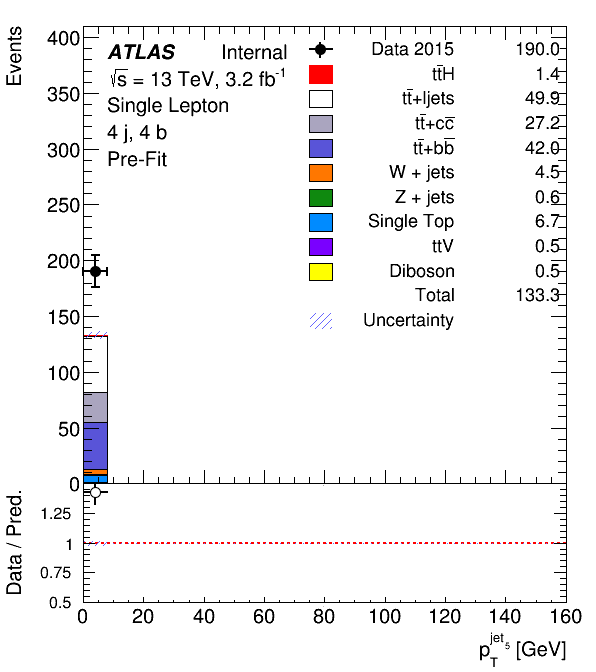 Events
400
350
300
250
200
150
100
50
0
ATLAS Internal
√s = 13 TeV, 3.2 fb⁻¹
Single Lepton
4 j, 4 b
Pre-Fit
Data 2015 190.0
tt̅H 1.4
tt̅+ljets 49.9
tt̅+cc̅ 27.2
tt̅+bb̅ 42.0
W + jets 4.5
Z + jets 0.6
Single Top 6.7
ttV 0.5
Diboson 0.5
Total 133.3
Uncertainty
Data / Pred.
1.25
1
0.75
0.5
0 20 40 60 80 100 120 140 160
p_T^jet_5 [GeV]